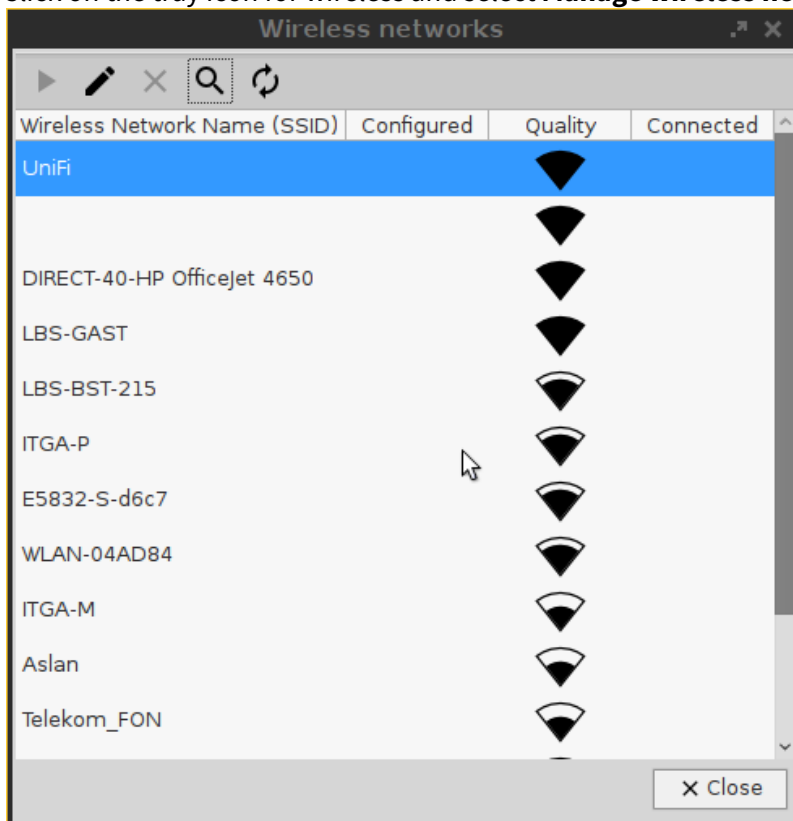 Wireless networks
Wireless Network Name (SSID) Configured Quality Connected
UniFi
DIRECT-40-HP OfficeJet 4650
LBS-GAST
LBS-BST-215
ITGA-P
E5832-S-d6c7
WLAN-04AD84
ITGA-M
Aslan
Telekom_FON
Close